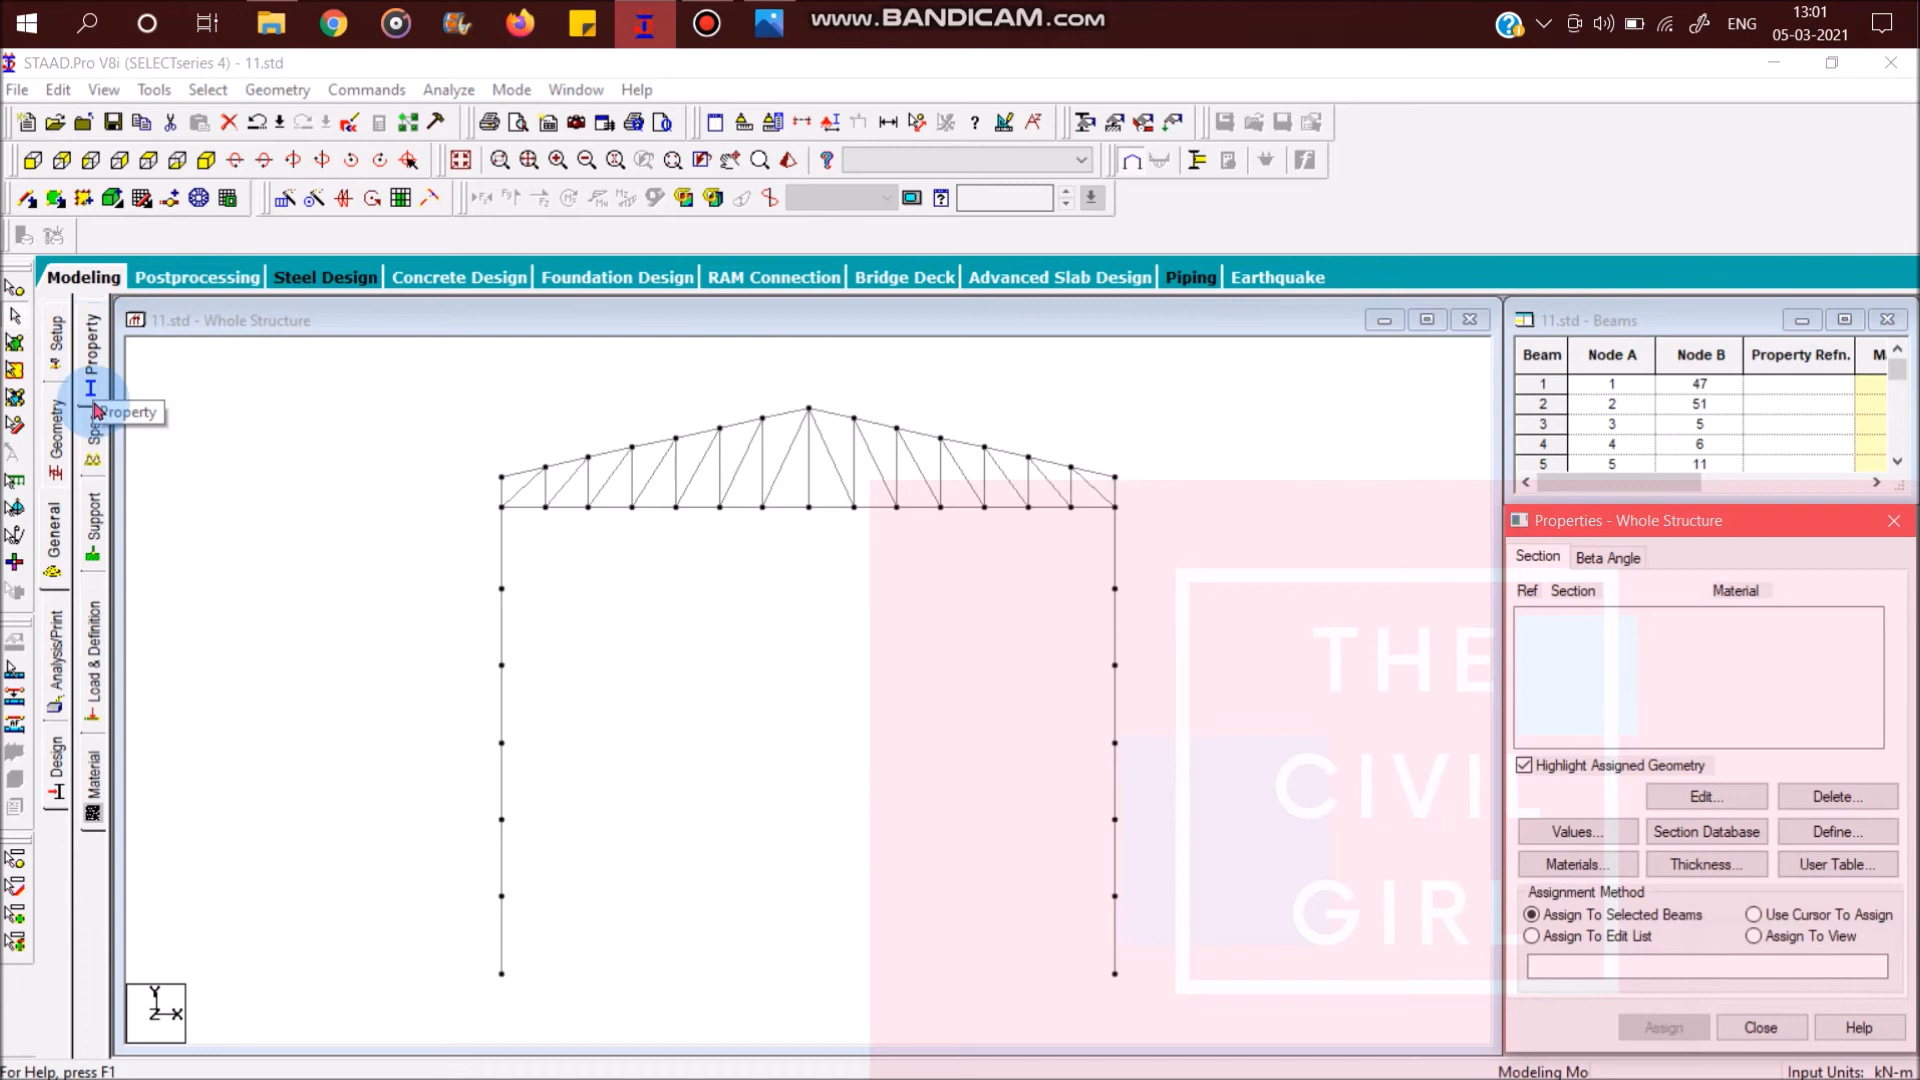 www.BANDICAM.com
ENG
13:01
05-03-2021
STAAD.Pro V8i (SELECTseries 4) - 11.std
File Edit View Tools Select Geometry Commands Analyze Mode Window Help
Modeling Postprocessing Steel Design Concrete Design Foundation Design RAM Connection Bridge Deck Advanced Slab Design Piping Earthquake
Setup
Geometry
General
Analysis/Print
Design
Property
Support
Load & Definition
Material
Property
11.std - Whole Structure
11.std - Beams
Beam Node A Node B Property Refn.
1 1 47
2 2 51
3 3 5
4 4 6
5 5 11
Properties - Whole Structure
Section Beta Angle
Ref Section Material
Highlight Assigned Geometry
Edit... Delete...
Values... Section Database Define...
Materials... Thickness... User Table...
Assignment Method
Assign To Selected Beams Use Cursor To Assign
Assign To Edit List Assign To View
Assign Close Help
THE
CIVIL
GIRL
Y
Z X
For Help, press F1
Modeling Mo
Input Units: kN-m